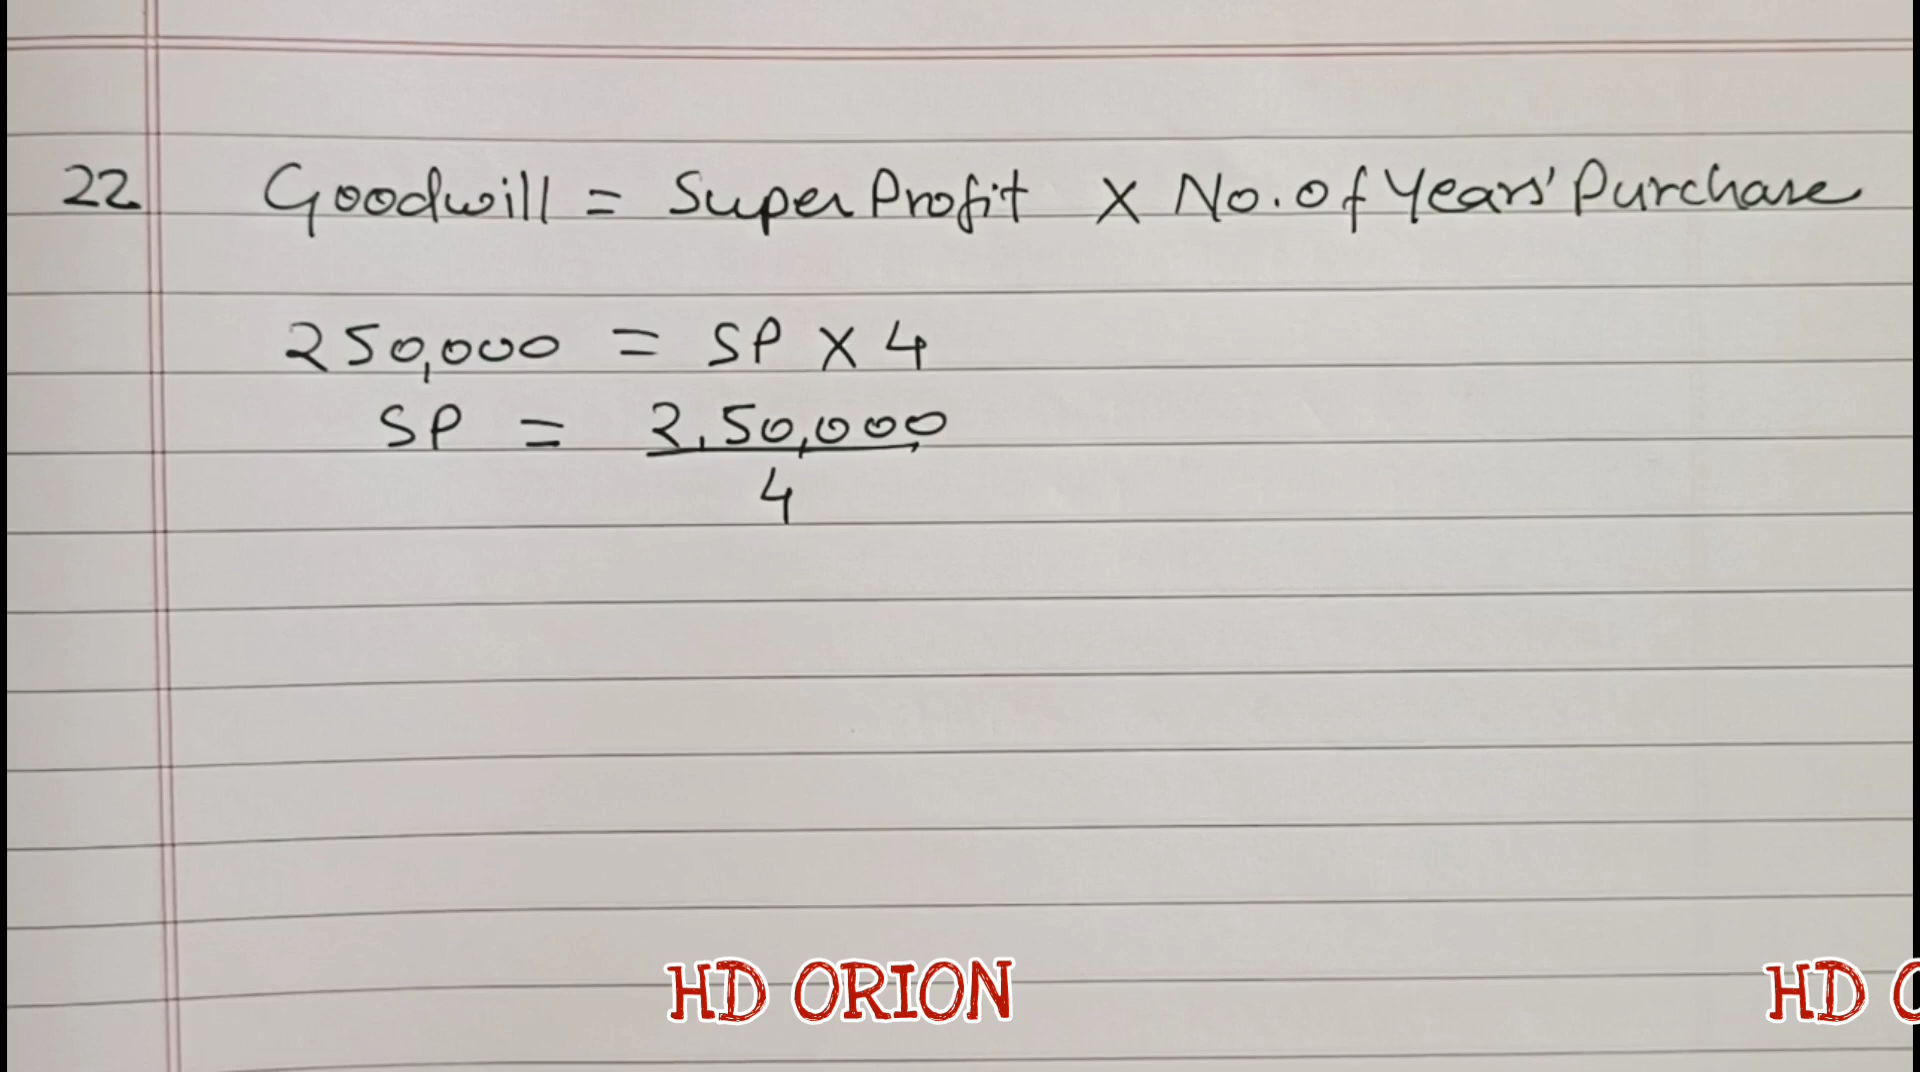 22 Goodwill = Super Profit X No. of Years' Purchase
250,000 = SP X 4
SP = 2,50,000
4
HD ORION HD O